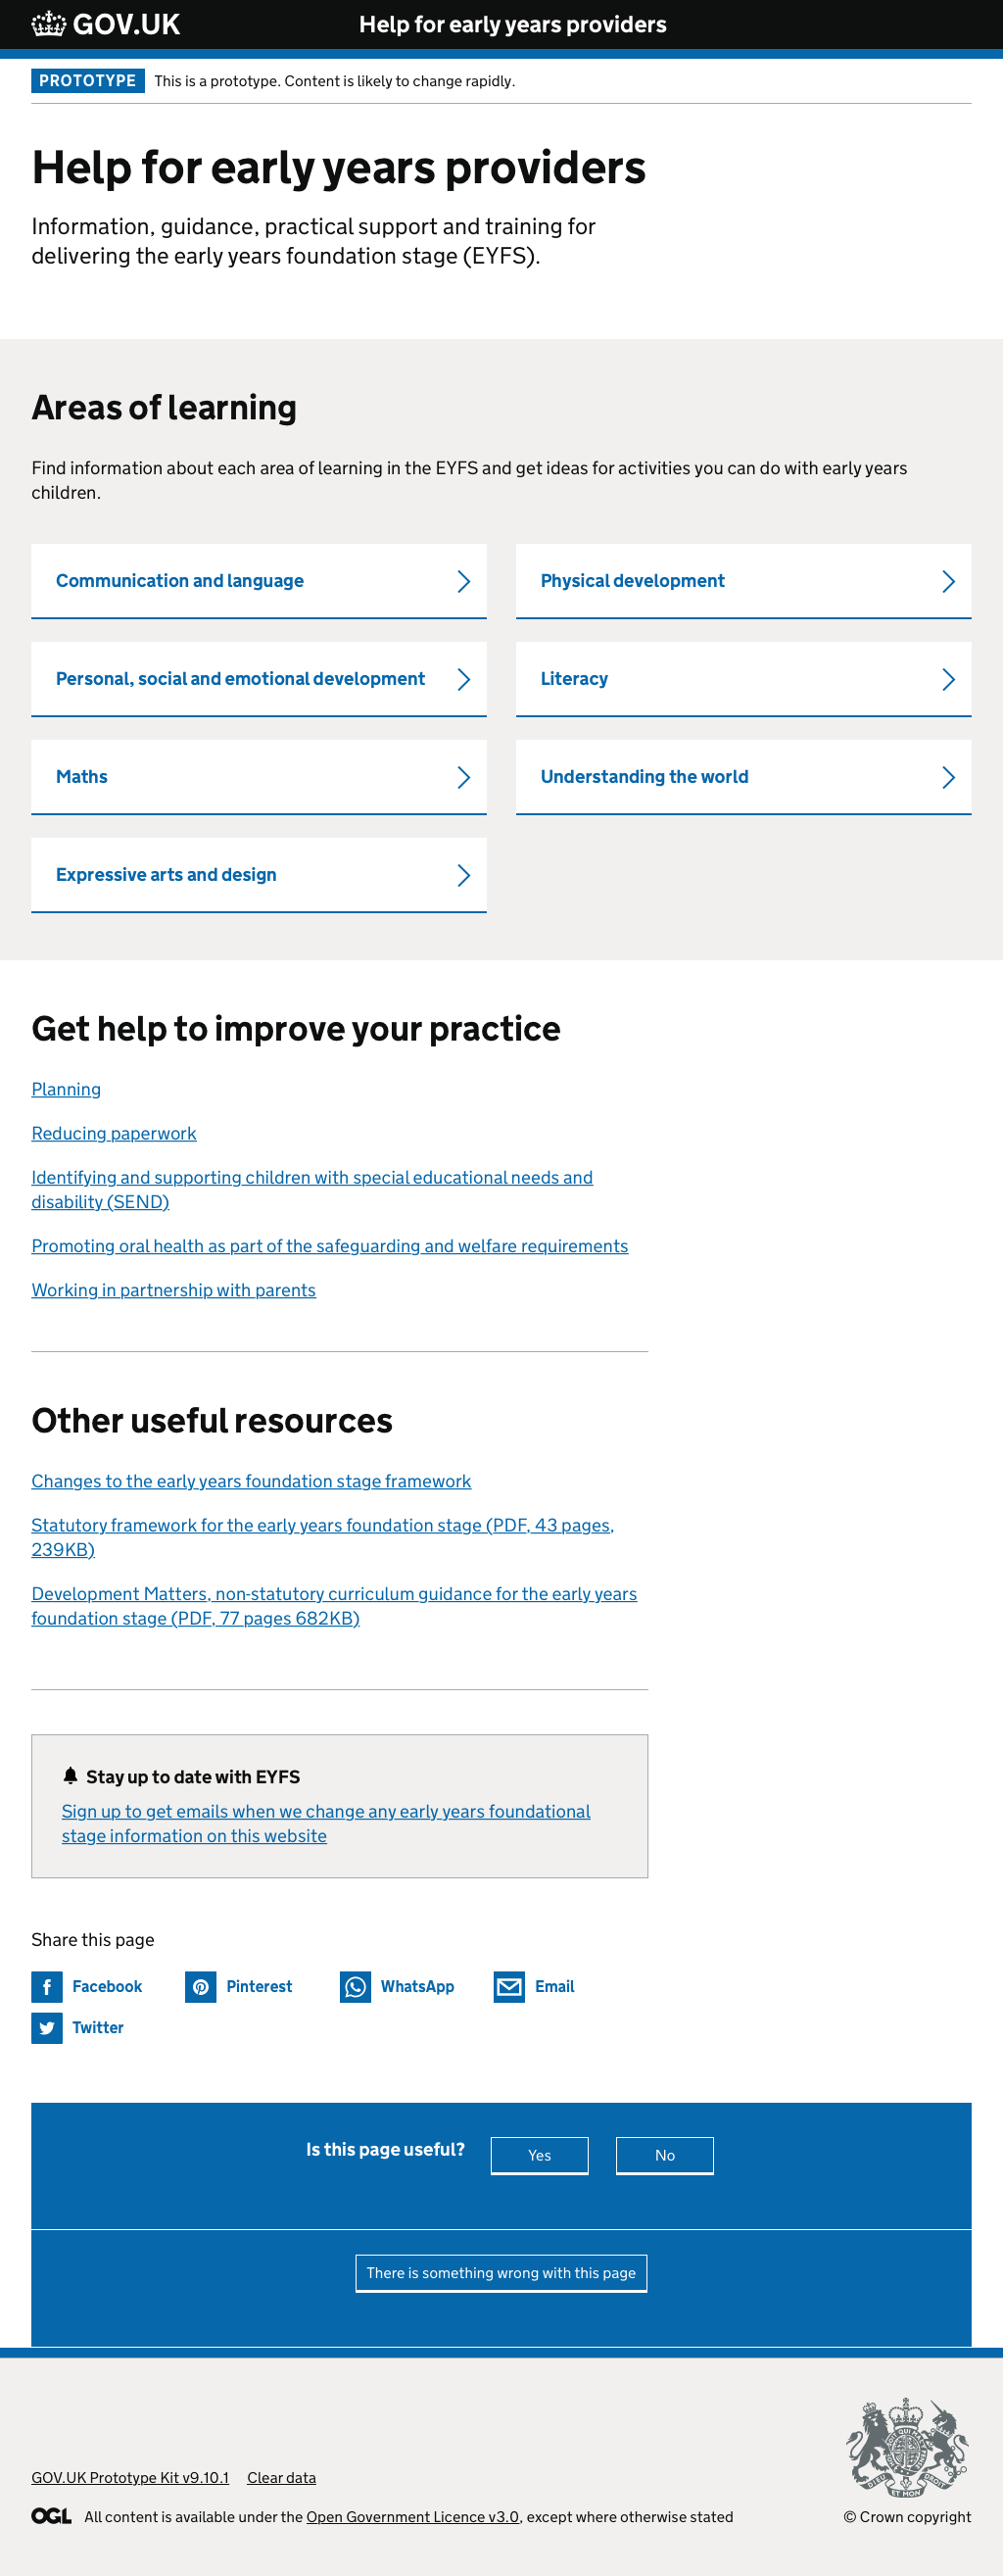 GOV.UK
Help for early years providers
PROTOTYPE
This is a prototype. Content is likely to change rapidly.
Help for early years providers
Information, guidance, practical support and training for
delivering the early years foundation stage (EYFS).
Areas of learning
Find information about each area of learning in the EYFS and get ideas for activities you can do with early years
children.
Communication and language
Physical development
Personal, social and emotional development
Literacy
Maths
Understanding the world
Expressive arts and design
Get help to improve your practice
Planning
Reducing paperwork
Identifying and supporting children with special educational needs and
disability (SEND)
Promoting oral health as part of the safeguarding and welfare requirements
Working in partnership with parents
Other useful resources
Changes to the early years foundation stage framework
Statutory framework for the early years foundation stage (PDF, 43 pages,
239KB)
Development Matters, non-statutory curriculum guidance for the early years
foundation stage (PDF, 77 pages 682KB)
Stay up to date with EYFS
Sign up to get emails when we change any early years foundational
stage information on this website
Share this page
Facebook
Pinterest
WhatsApp
Email
Twitter
Is this page useful?
Yes
No
There is something wrong with this page
GOV.UK Prototype Kit v9.10.1
Clear data
OGL
All content is available under the Open Government Licence v3.0, except where otherwise stated
© Crown copyright